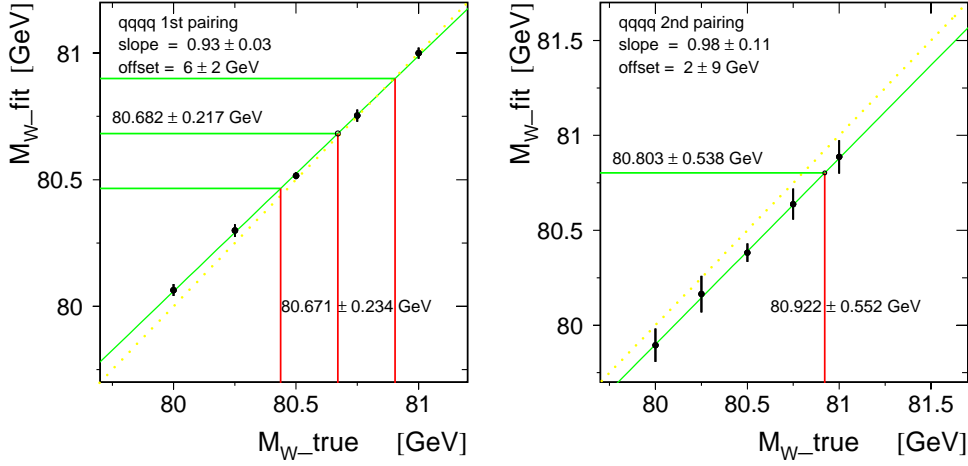 qqqq 1st pairing
slope = 0.93 ± 0.03
offset = 6 ± 2 GeV
80.682 ± 0.217 GeV
80.671 ± 0.234 GeV
M_W_fit [GeV]
81
80.5
80
80 80.5 81
M_W_true [GeV]
qqqq 2nd pairing
slope = 0.98 ± 0.11
offset = 2 ± 9 GeV
80.803 ± 0.538 GeV
80.922 ± 0.552 GeV
M_W_fit [GeV]
81.5
81
80.5
80
80 80.5 81 81.5
M_W_true [GeV]